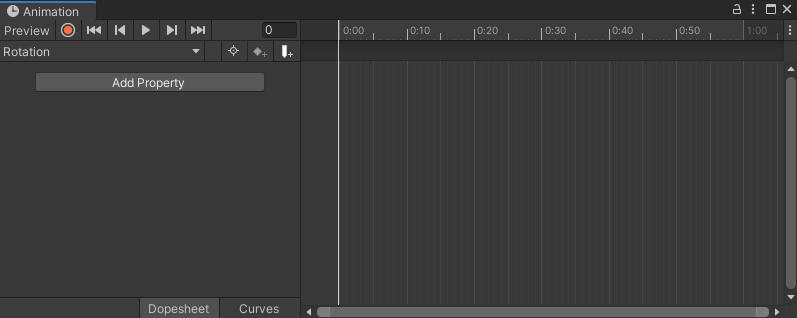 Animation
Preview 0 0:00 0:10 0:20 0:30 0:40 0:50 1:00
Rotation
Add Property
Dopesheet Curves